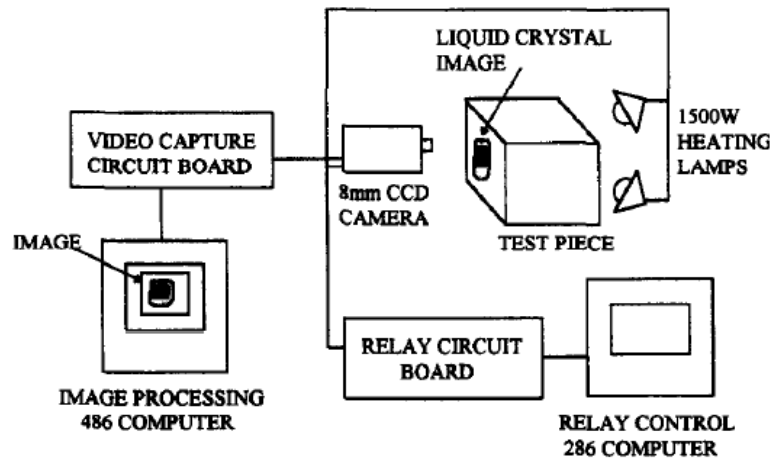 LIQUID CRYSTAL
IMAGE
VIDEO CAPTURE
CIRCUIT BOARD
8mm CCD
CAMERA
1500W
HEATING
LAMPS
TEST PIECE
IMAGE
RELAY CIRCUIT
BOARD
IMAGE PROCESSING
486 COMPUTER
RELAY CONTROL
286 COMPUTER